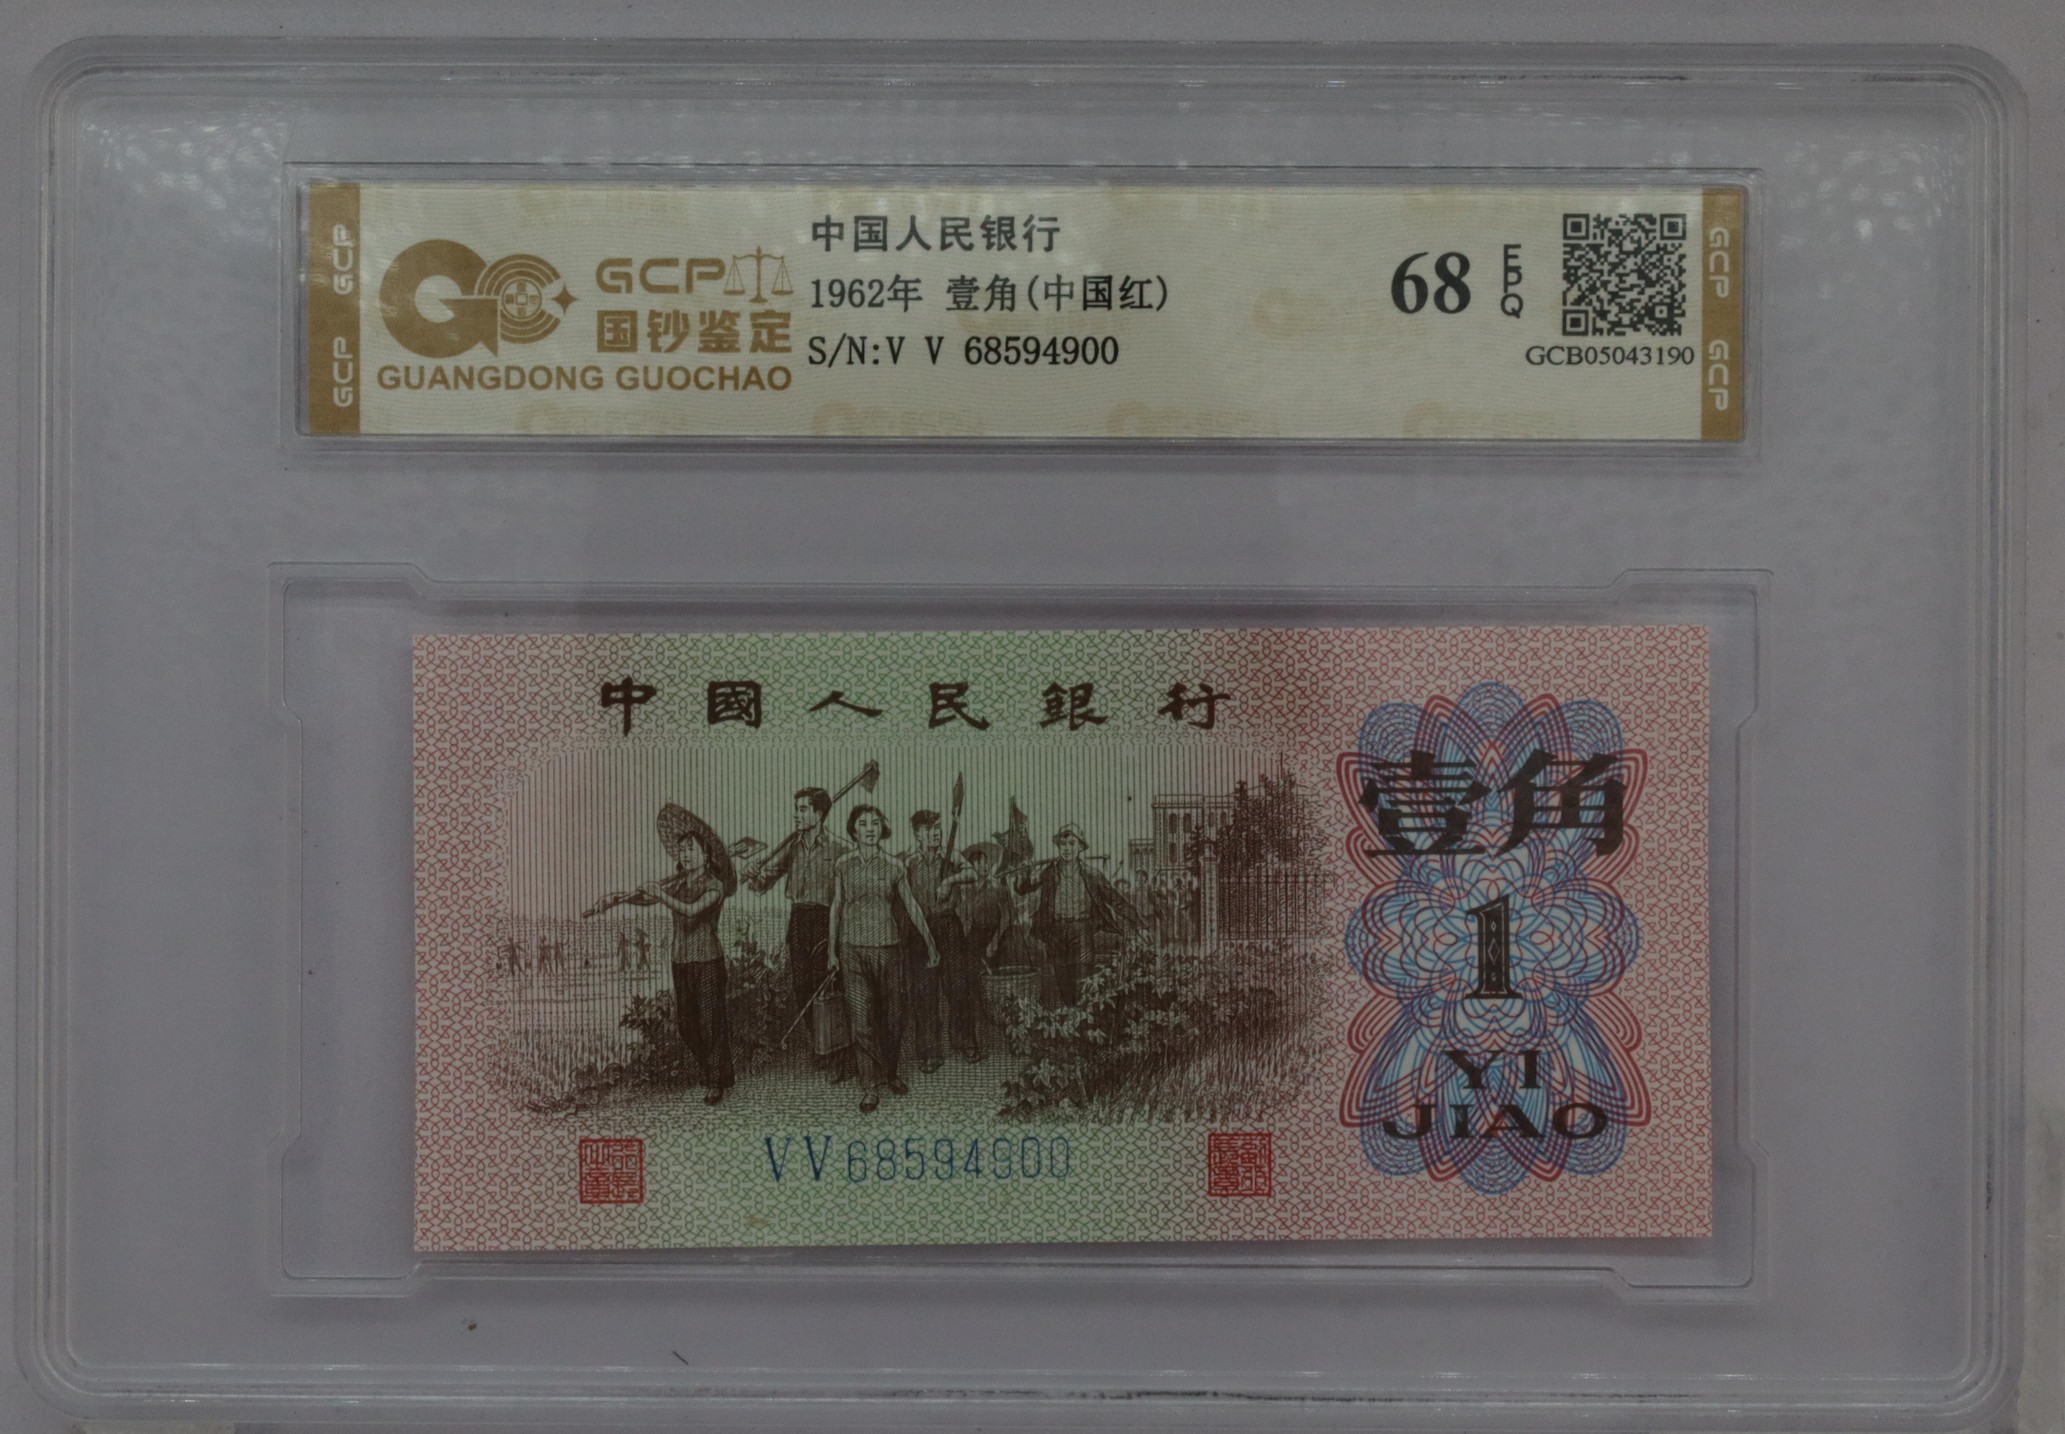 GCP GCP
GCP
国钞鉴定
GUANGDONG GUOCHAO
中国人民银行
1962年 壹角(中国红)
S/N:V V 68594900
68
EPQ
GCB05043190
GCP GCP
中國人民銀行
壹角
1
YI
JIAO
VV68594900